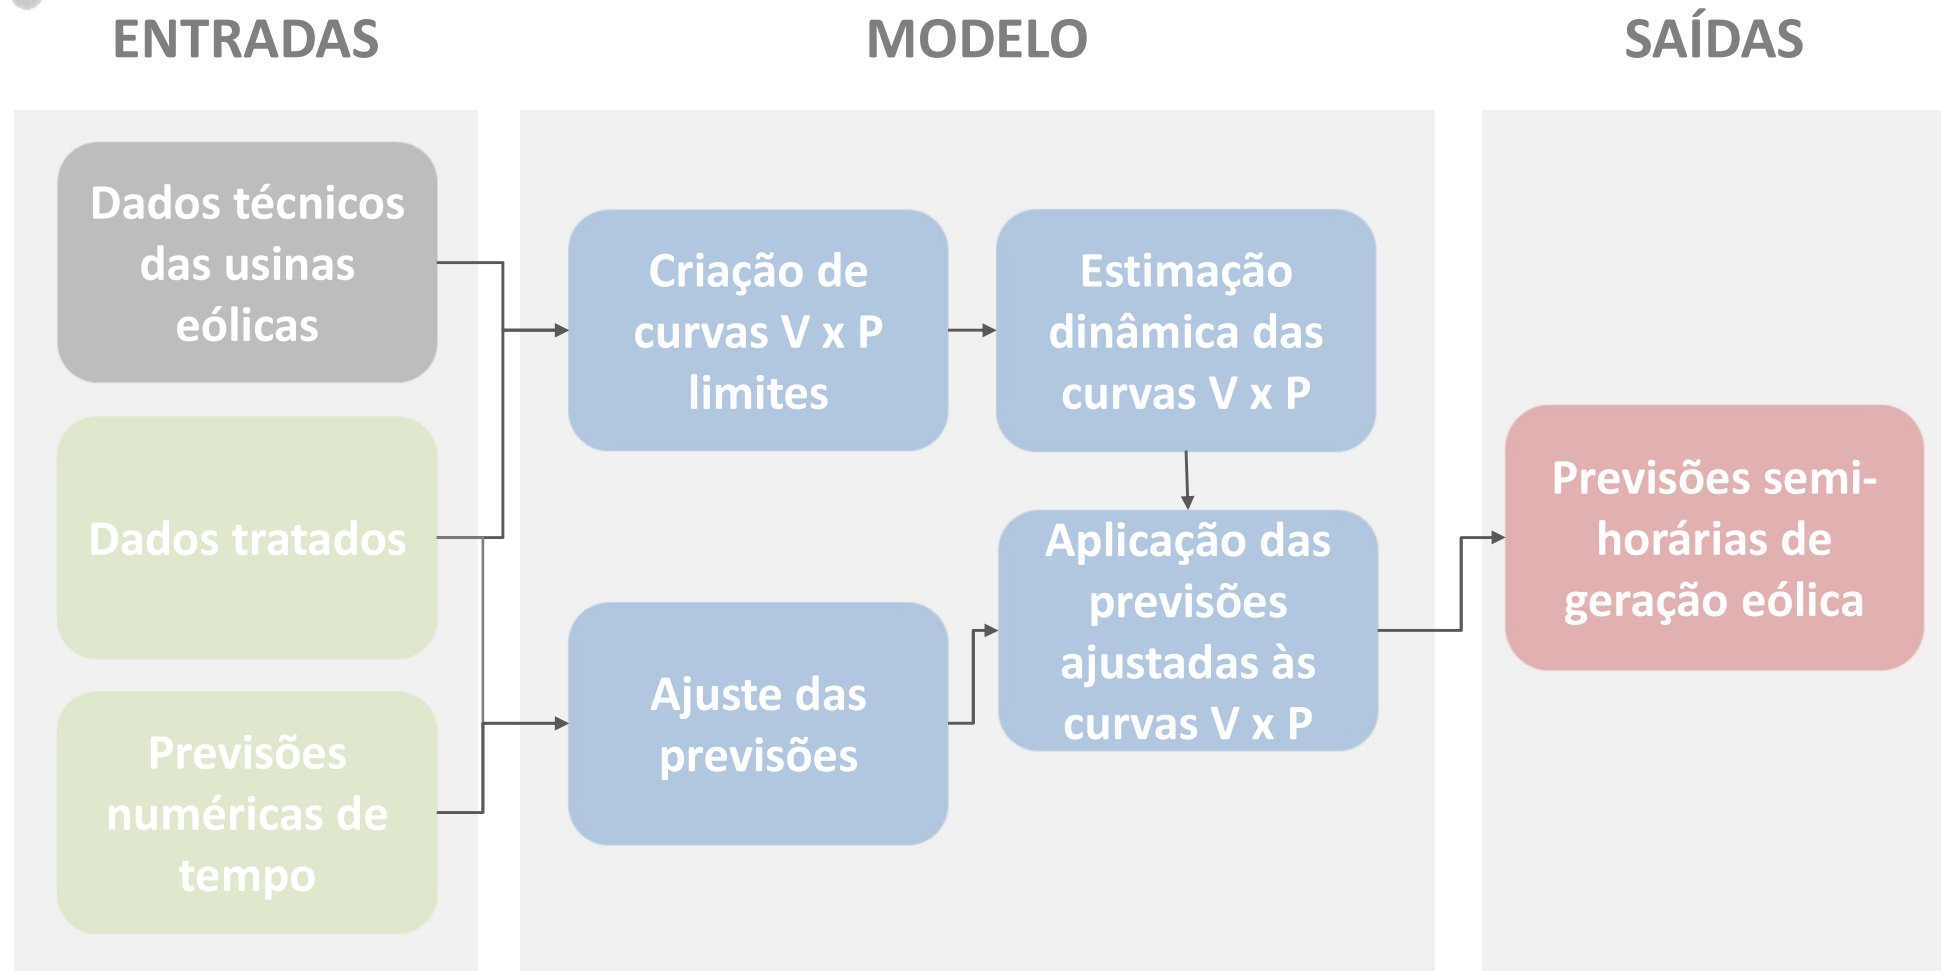 ENTRADAS
MODELO
SAÍDAS
Dados técnicos
das usinas
eólicas
Dados tratados
Previsões
numéricas de
tempo
Criação de
curvas V x P
limites
Estimação
dinâmica das
curvas V x P
Ajuste das
previsões
Aplicação das
previsões
ajustadas às
curvas V x P
Previsões semi-
horárias de
geração eólica